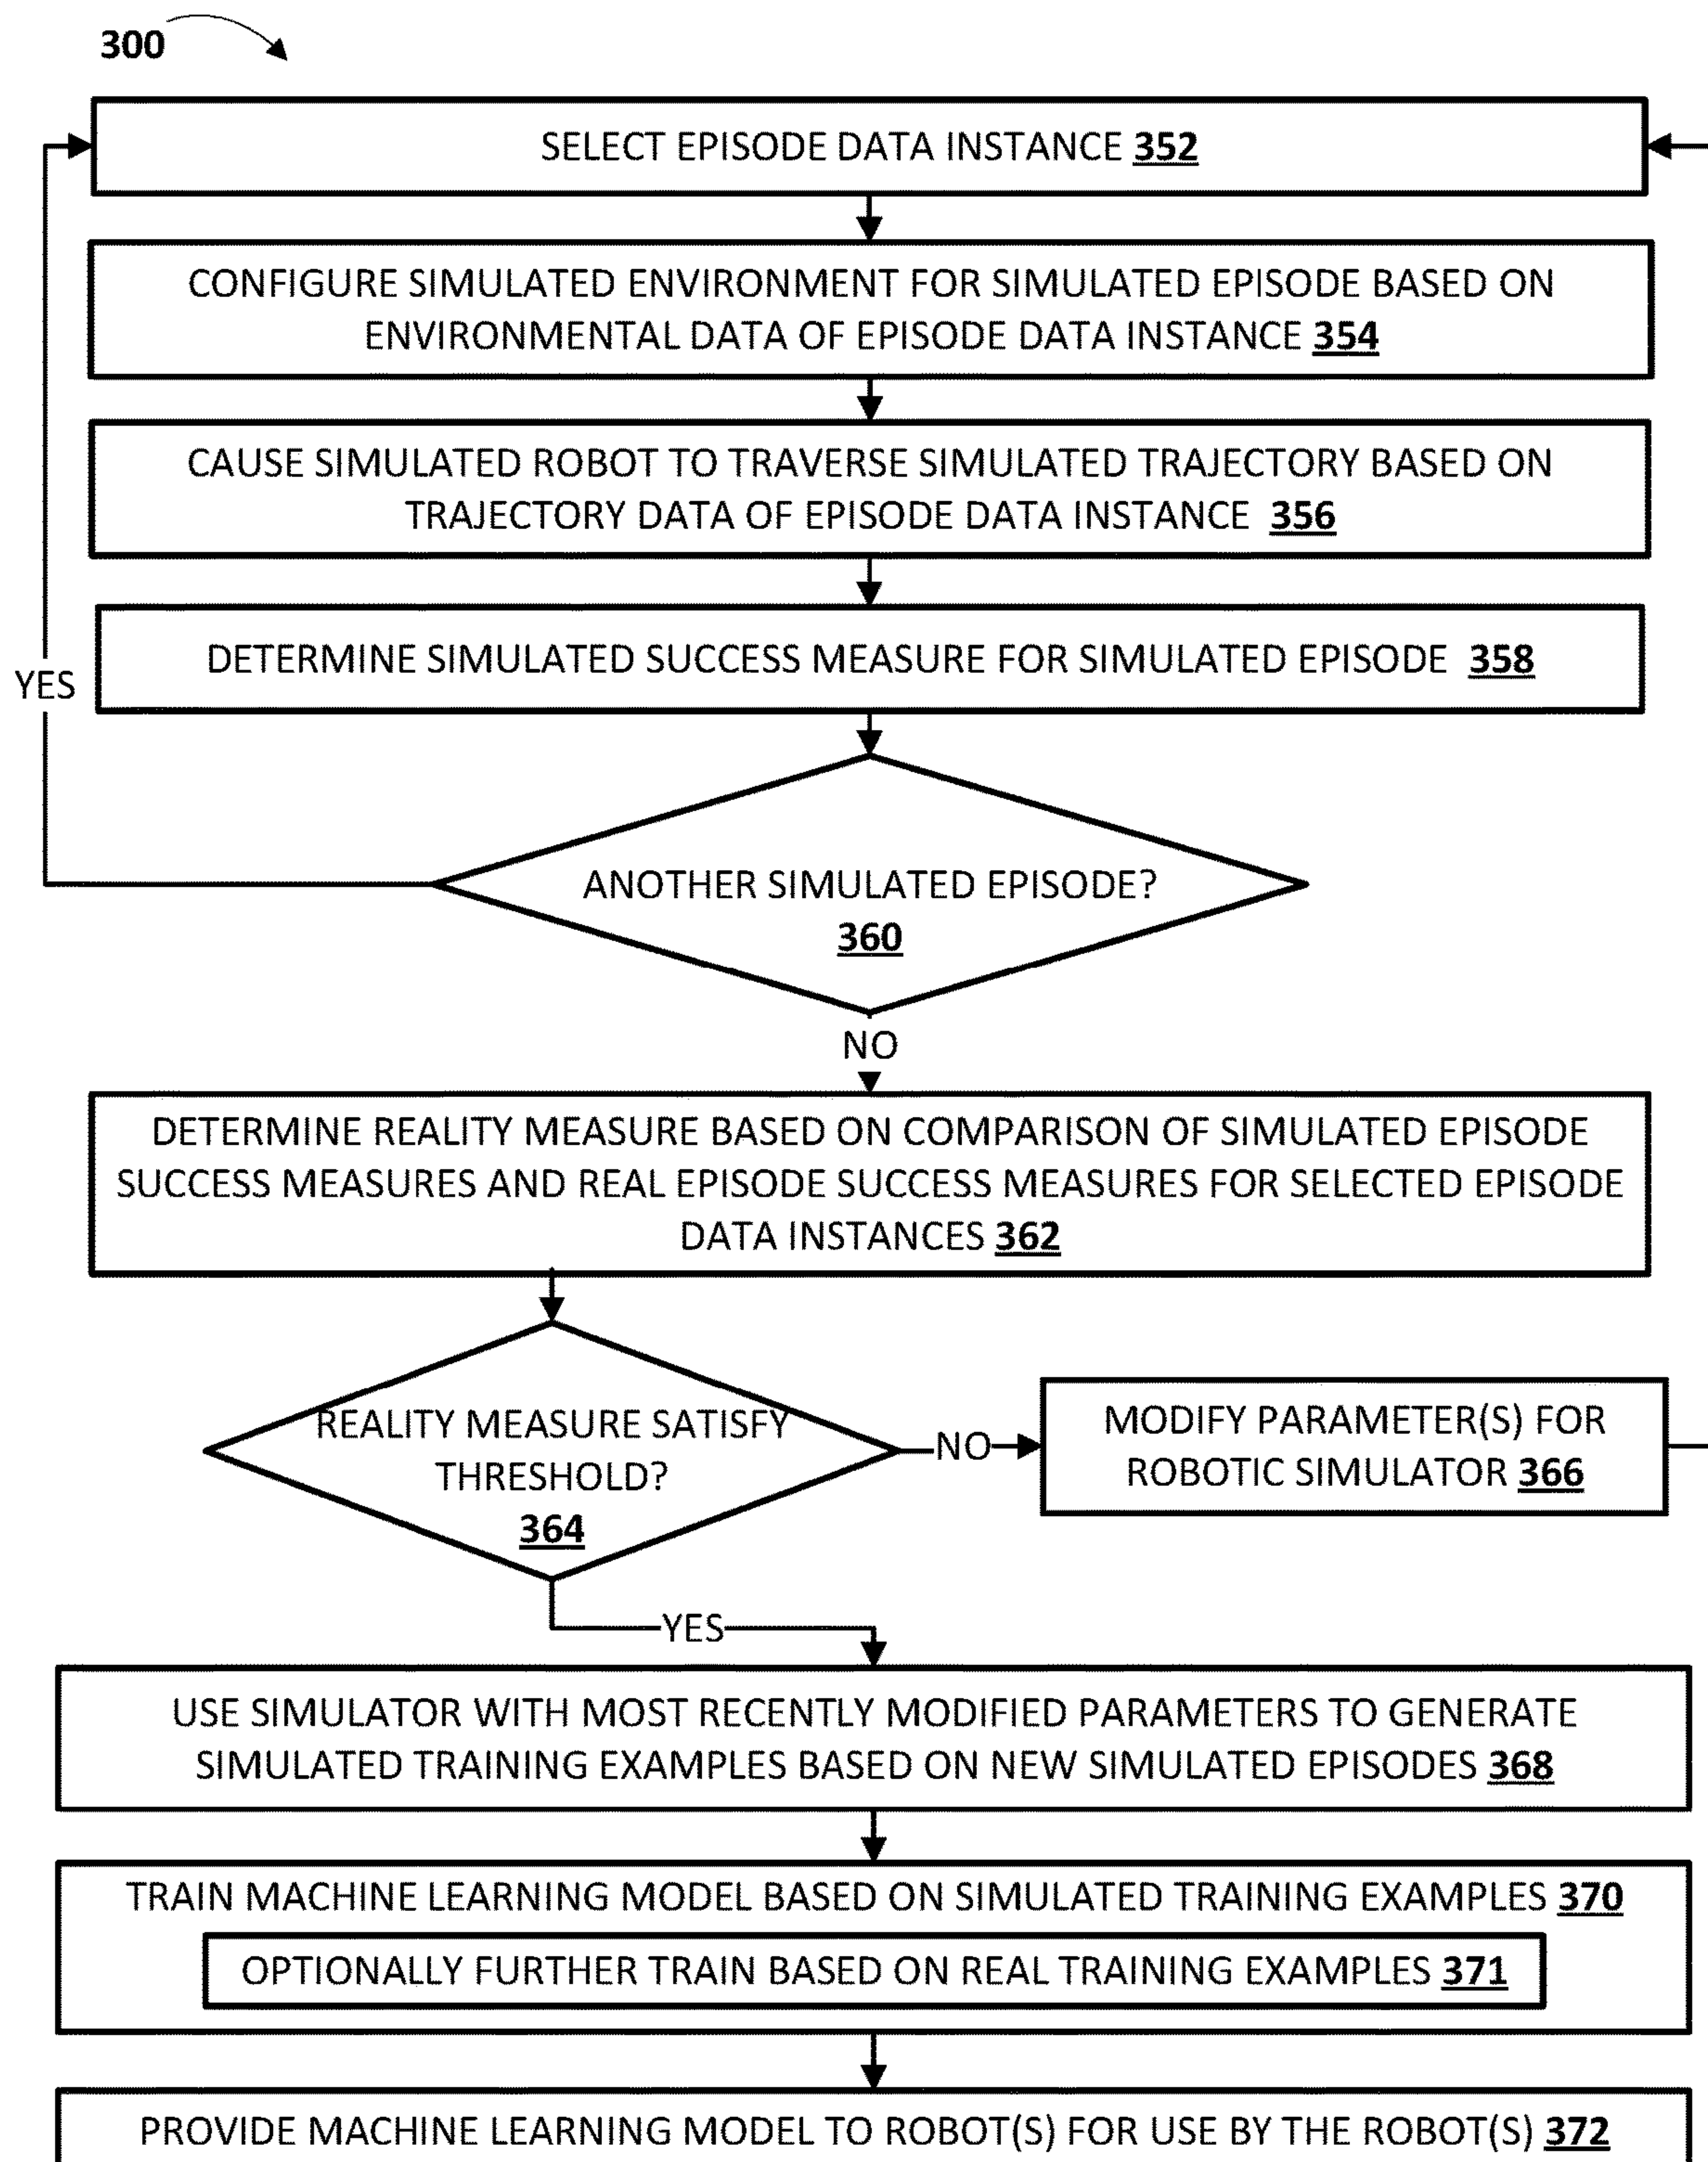 300
SELECT EPISODE DATA INSTANCE 352
CONFIGURE SIMULATED ENVIRONMENT FOR SIMULATED EPISODE BASED ON
ENVIRONMENTAL DATA OF EPISODE DATA INSTANCE 354
CAUSE SIMULATED ROBOT TO TRAVERSE SIMULATED TRAJECTORY BASED ON
TRAJECTORY DATA OF EPISODE DATA INSTANCE 356
DETERMINE SIMULATED SUCCESS MEASURE FOR SIMULATED EPISODE 358
YES
ANOTHER SIMULATED EPISODE?
360
NO
DETERMINE REALITY MEASURE BASED ON COMPARISON OF SIMULATED EPISODE
SUCCESS MEASURES AND REAL EPISODE SUCCESS MEASURES FOR SELECTED EPISODE
DATA INSTANCES 362
REALITY MEASURE SATISFY
THRESHOLD?
364
NO
MODIFY PARAMETER(S) FOR
ROBOTIC SIMULATOR 366
YES
USE SIMULATOR WITH MOST RECENTLY MODIFIED PARAMETERS TO GENERATE
SIMULATED TRAINING EXAMPLES BASED ON NEW SIMULATED EPISODES 368
TRAIN MACHINE LEARNING MODEL BASED ON SIMULATED TRAINING EXAMPLES 370
OPTIONALLY FURTHER TRAIN BASED ON REAL TRAINING EXAMPLES 371
PROVIDE MACHINE LEARNING MODEL TO ROBOT(S) FOR USE BY THE ROBOT(S) 372